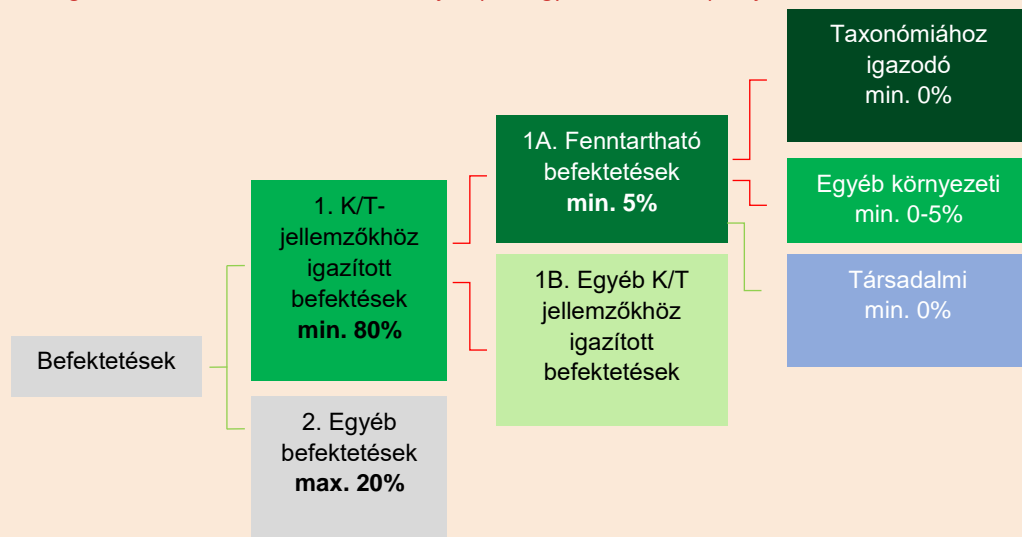 Taxonómiához
igazodó
min. 0%
1A. Fenntartható
befektetések
min. 5%
Egyéb környezeti
min. 0-5%
1. K/T-
jellemzőkhöz
igazított
befektések
min. 80%
1B. Egyéb K/T
jellemzőkhöz
igazított
befektetések
Társadalmi
min. 0%
Befektetések
2. Egyéb
befektetések
max. 20%